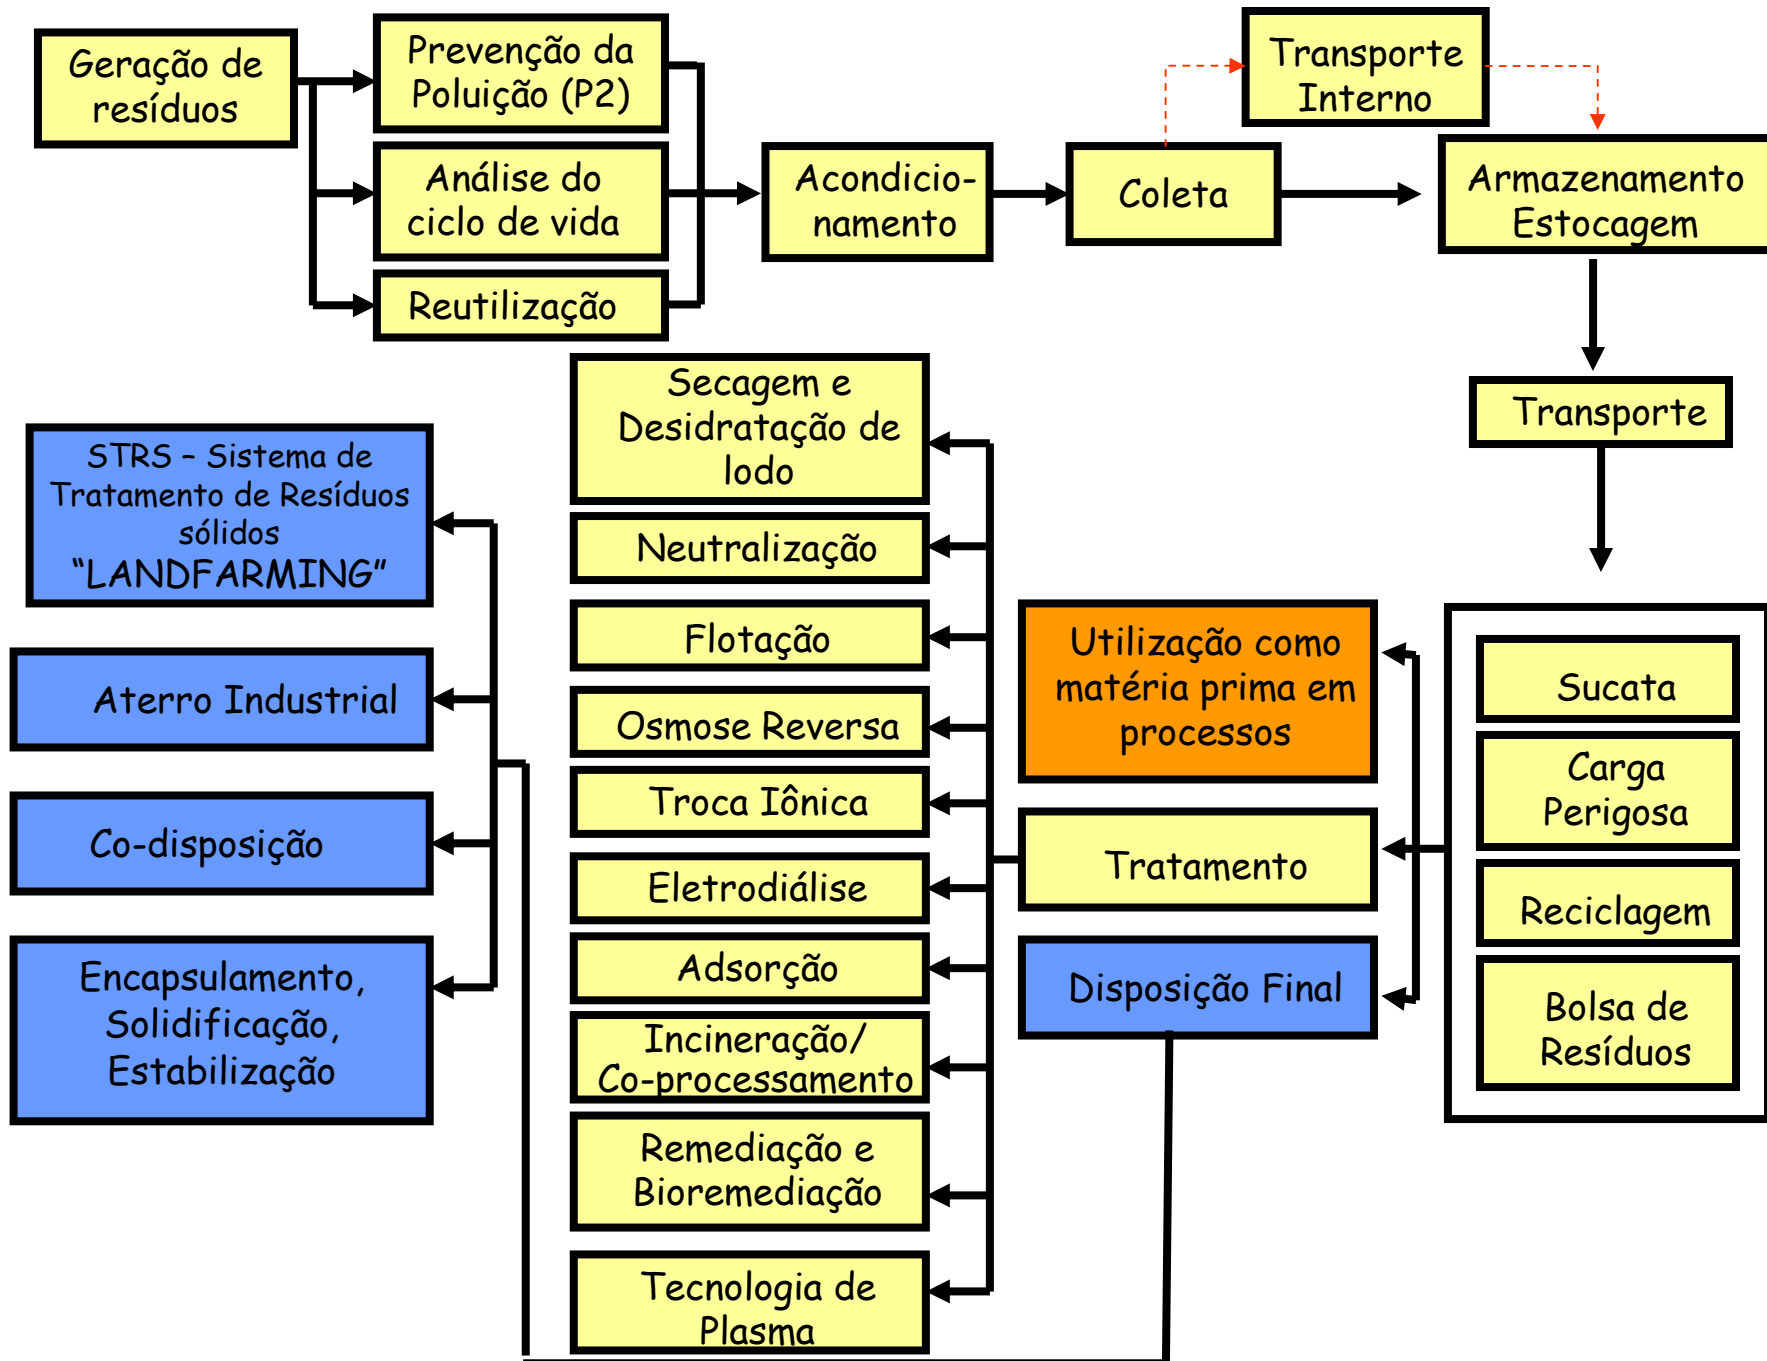 Geração de
resíduos
Prevenção da
Poluição (P2)
Análise do
ciclo de vida
Reutilização
Acondicio-
namento
Coleta
Transporte
Interno
Armazenamento
Estocagem
Transporte
Sucata
Carga
Perigosa
Reciclagem
Bolsa de
Resíduos
Utilização como
matéria prima em
processos
Tratamento
Disposição Final
Secagem e
Desidratação de
lodo
Neutralização
Flotação
Osmose Reversa
Troca Iônica
Eletrodiálise
Adsorção
Incineração/
Co-processamento
Remediação e
Bioremediação
Tecnologia de
Plasma
STRS – Sistema de
Tratamento de Resíduos
sólidos
“LANDFARMING”
Aterro Industrial
Co-disposição
Encapsulamento,
Solidificação,
Estabilização